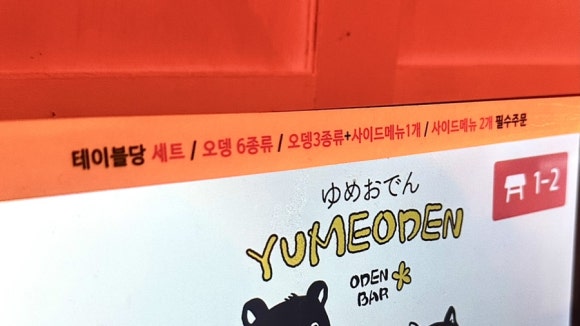 테이블당 세트 / 오뎅 6종류 / 오뎅3종류+사이드메뉴1개 / 사이드메뉴 2개 필수주문
1-2
ゆめおでん
YUMEODEN
ODEN
BAR